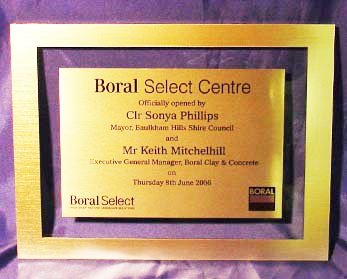 Boral Select Centre
Officially opened by
Clr Sonya Phillips
Mayor, Baulkham Hills Shire Council
and
Mr Keith Mitchelhill
Executive General Manager, Boral Clay & Concrete
on
Thursday 8th June 2006
Boral Select
BORAL